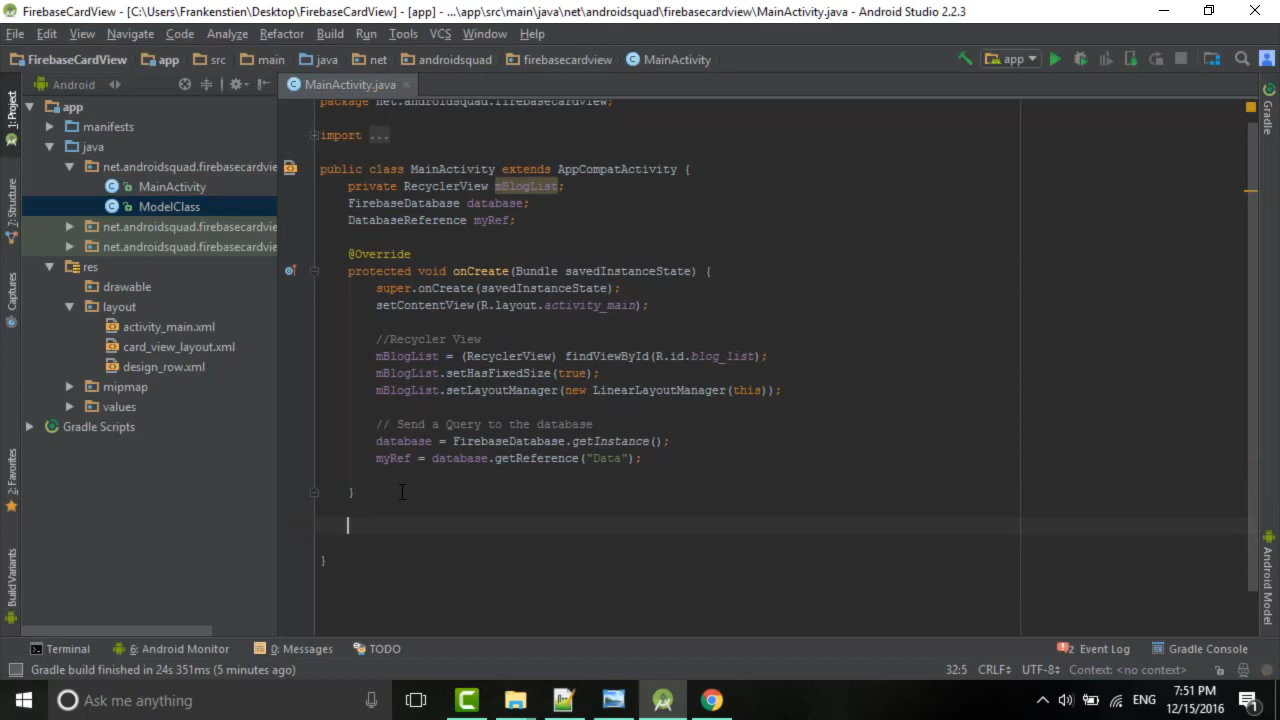 FirebaseCardView - [C:\Users\Frankenstien\Desktop\FirebaseCardView] - [app] - ...\app\src\main\java\net\androidsquad\firebasecardview\MainActivity.java - Android Studio 2.2.3
File Edit View Navigate Code Analyze Refactor Build Run Tools VCS Window Help
FirebaseCardView app src main java net androidsquad firebasecardview MainActivity app
Android
MainActivity.java
1: Project
7: Structure
Captures
2: Favorites
Build Variants
app
manifests
java
net.androidsquad.firebasecardvie
MainActivity
ModelClass
net.androidsquad.firebasecardvie
net.androidsquad.firebasecardvie
res
drawable
layout
activity_main.xml
card_view_layout.xml
design_row.xml
mipmap
values
Gradle Scripts
package net.androidsquad.firebasecardview;
import ...
public class MainActivity extends AppCompatActivity {
private RecyclerView mBlogList;
FirebaseDatabase database;
DatabaseReference myRef;
@Override
protected void onCreate(Bundle savedInstanceState) {
super.onCreate(savedInstanceState);
setContentView(R.layout.activity_main);
//Recycler View
mBlogList = (RecyclerView) findViewById(R.id.blog_list);
mBlogList.setHasFixedSize(true);
mBlogList.setLayoutManager(new LinearLayoutManager(this));
// Send a Query to the database
database = FirebaseDatabase.getInstance();
myRef = database.getReference("Data");
}
}
Gradle
Android Model
Terminal 6: Android Monitor 0: Messages TODO 2 Event Log Gradle Console
Gradle build finished in 24s 351ms (5 minutes ago) 32:5 CRLF UTF-8 Context: <no context>
Ask me anything
ENG
7:51 PM
12/15/2016
1